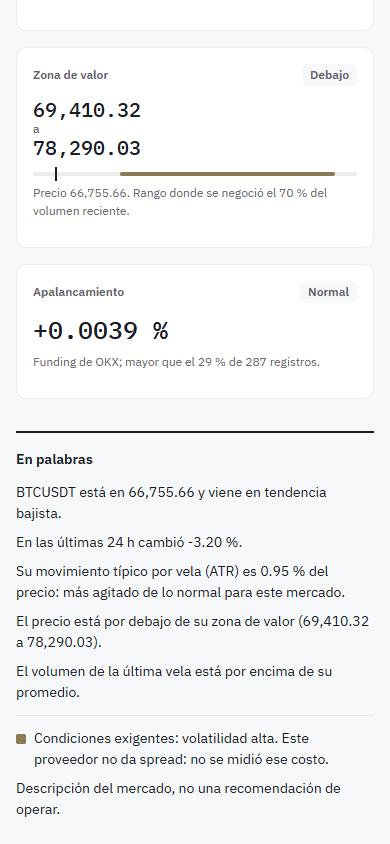 Zona de valor
Debajo
69,410.32
a
78,290.03
Precio 66,755.66. Rango donde se negoció el 70 % del
volumen reciente.
Apalancamiento
Normal
+0.0039 %
Funding de OKX; mayor que el 29 % de 287 registros.
En palabras
BTCUSDT está en 66,755.66 y viene en tendencia
bajista.
En las últimas 24 h cambió -3.20 %.
Su movimiento típico por vela (ATR) es 0.95 % del
precio: más agitado de lo normal para este mercado.
El precio está por debajo de su zona de valor (69,410.32
a 78,290.03).
El volumen de la última vela está por encima de su
promedio.
Condiciones exigentes: volatilidad alta. Este
proveedor no da spread: no se midió ese costo.
Descripción del mercado, no una recomendación de
operar.